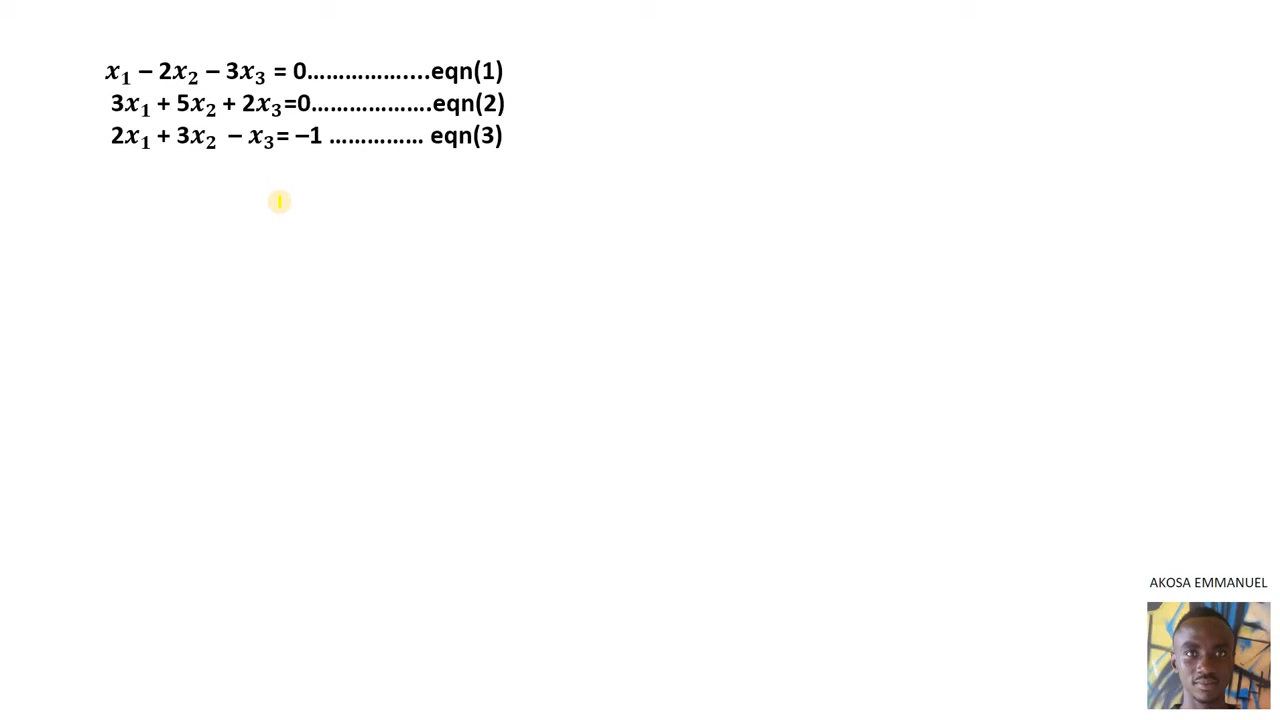 x₁ – 2x₂ – 3x₃ = 0……………....eqn(1)
3x₁ + 5x₂ + 2x₃=0……………….eqn(2)
2x₁ + 3x₂ – x₃= –1 …………… eqn(3)
AKOSA EMMANUEL